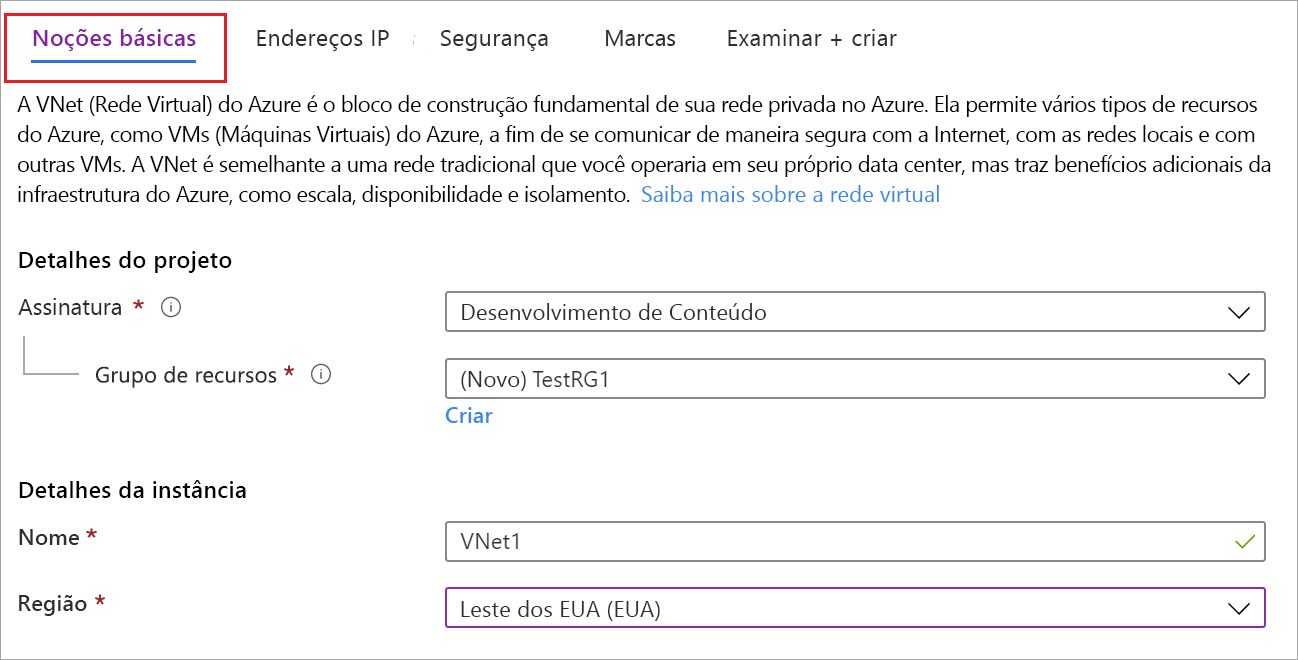 Noções básicas Endereços IP Segurança Marcas Examinar + criar
A VNet (Rede Virtual) do Azure é o bloco de construção fundamental de sua rede privada no Azure. Ela permite vários tipos de recursos
do Azure, como VMs (Máquinas Virtuais) do Azure, a fim de se comunicar de maneira segura com a Internet, com as redes locais e com
outras VMs. A VNet é semelhante a uma rede tradicional que você operaria em seu próprio data center, mas traz benefícios adicionais da
infraestrutura do Azure, como escala, disponibilidade e isolamento. Saiba mais sobre a rede virtual
Detalhes do projeto
Assinatura * Desenvolvimento de Conteúdo
Grupo de recursos * (Novo) TestRG1
Criar
Detalhes da instância
Nome * VNet1
Região * Leste dos EUA (EUA)